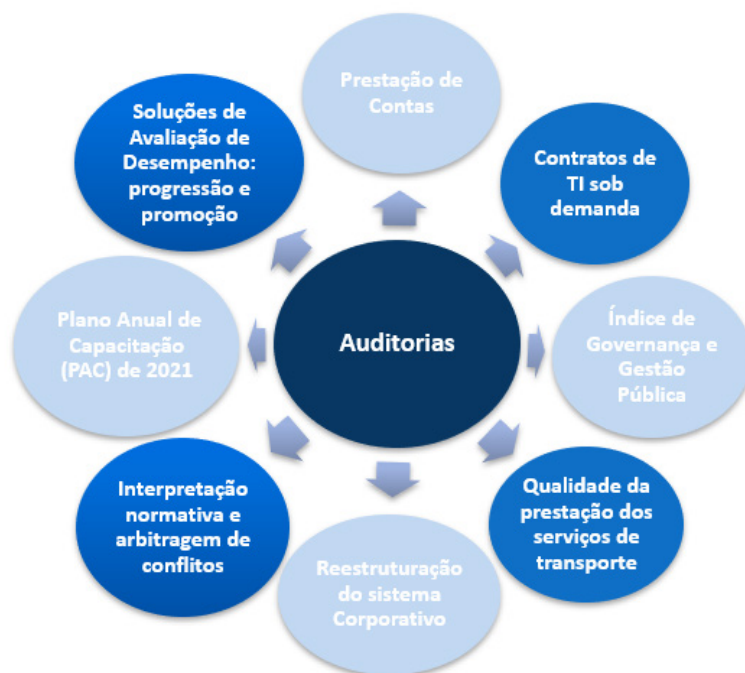 Prestação de
Contas
Soluções de
Avaliação de
Desempenho:
progressão e
promoção
Contratos de
TI sob
demanda
Auditorias
Plano Anual de
Capacitação
(PAC) de 2021
Índice de
Governança e
Gestão
Pública
Interpretação
normativa e
arbitragem de
conflitos
Qualidade da
prestação dos
serviços de
transporte
Reestruturação
do sistema
Corporativo